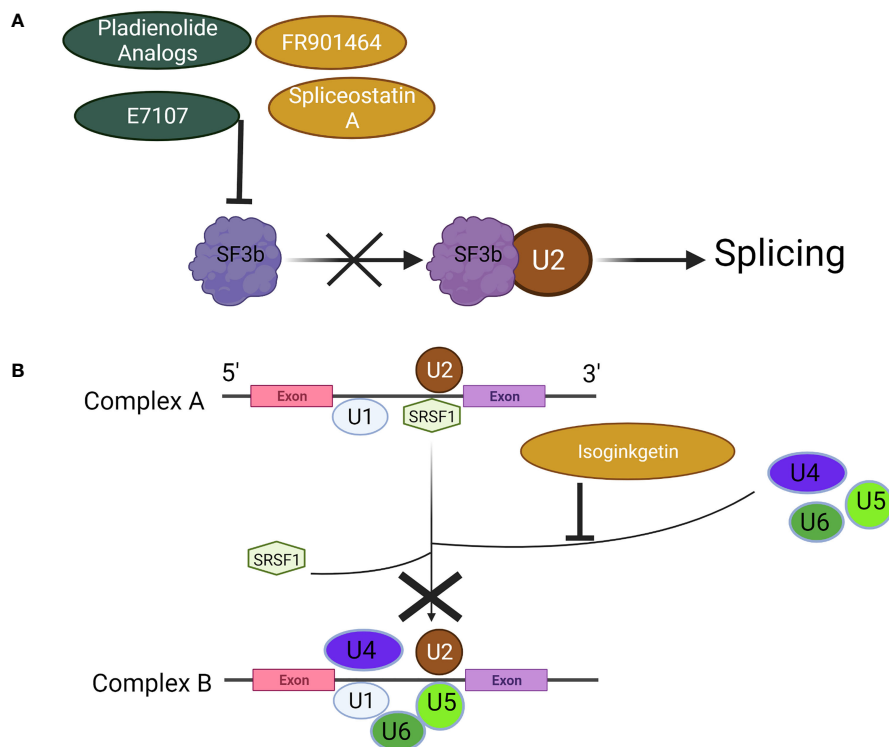 A
Pladienolide
Analogs
FR901464
E7107
Spliceostatin
A
SF3b
SF3b
U2
Splicing
B
5'
3'
Complex A
Exon
U1
U2
SRSF1
Exon
Isoginkgetin
U4
U5
U6
SRSF1
Complex B
Exon
U4
U1
U6
U2
U5
Exon